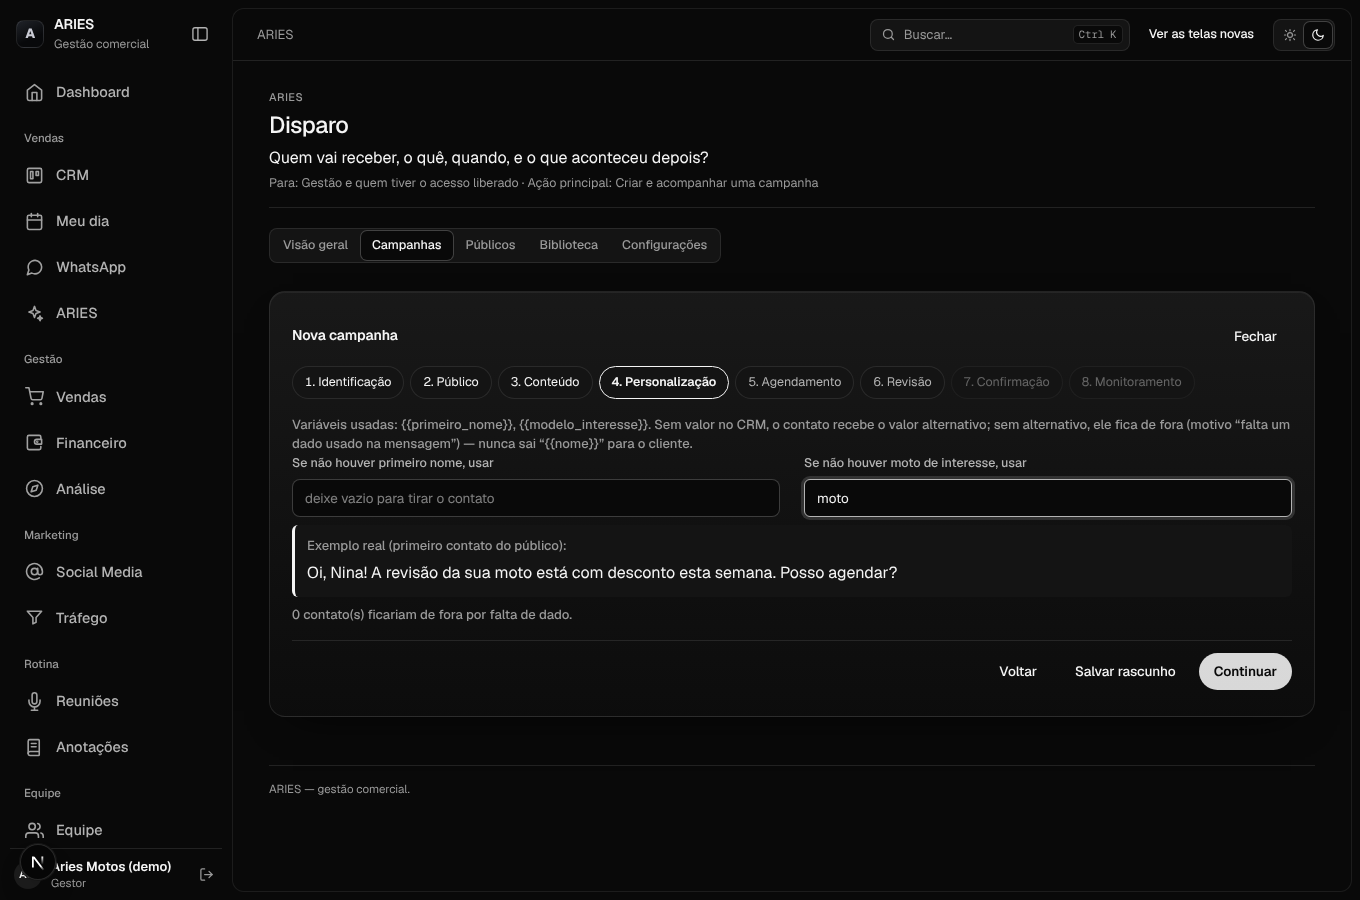 A
ARIES
Gestão comercial
Dashboard
Vendas
CRM
Meu dia
WhatsApp
ARIES
Gestão
Vendas
Financeiro
Análise
Marketing
Social Media
Tráfego
Rotina
Reuniões
Anotações
Equipe
Equipe
N
Aries Motos (demo)
Gestor
ARIES
Buscar...
Ctrl K
Ver as telas novas
ARIES
Disparo
Quem vai receber, o quê, quando, e o que aconteceu depois?
Para: Gestão e quem tiver o acesso liberado · Ação principal: Criar e acompanhar uma campanha
Visão geral
Campanhas
Públicos
Biblioteca
Configurações
Nova campanha
Fechar
1. Identificação
2. Público
3. Conteúdo
4. Personalização
5. Agendamento
6. Revisão
7. Confirmação
8. Monitoramento
Variáveis usadas: {{primeiro_nome}}, {{modelo_interesse}}. Sem valor no CRM, o contato recebe o valor alternativo; sem alternativo, ele fica de fora (motivo “falta um
dado usado na mensagem”) — nunca sai “{{nome}}” para o cliente.
Se não houver primeiro nome, usar
deixe vazio para tirar o contato
Se não houver moto de interesse, usar
moto
Exemplo real (primeiro contato do público):
Oi, Nina! A revisão da sua moto está com desconto esta semana. Posso agendar?
0 contato(s) ficariam de fora por falta de dado.
Voltar
Salvar rascunho
Continuar
ARIES — gestão comercial.